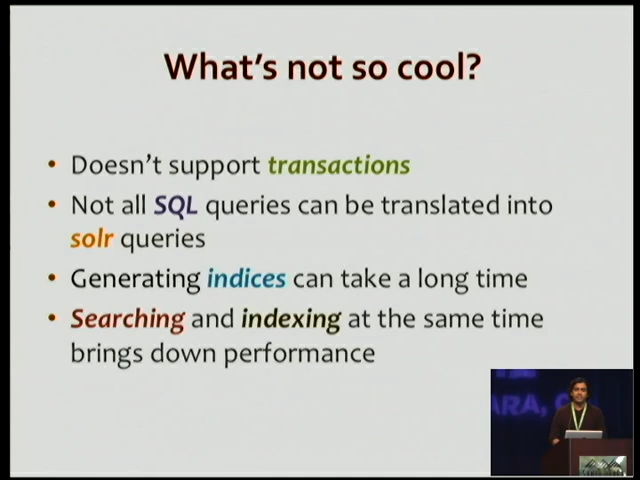 What's not so cool?
• Doesn't support transactions
• Not all SQL queries can be translated into
solr queries
• Generating indices can take a long time
• Searching and indexing at the same time
brings down performance
ARA, C